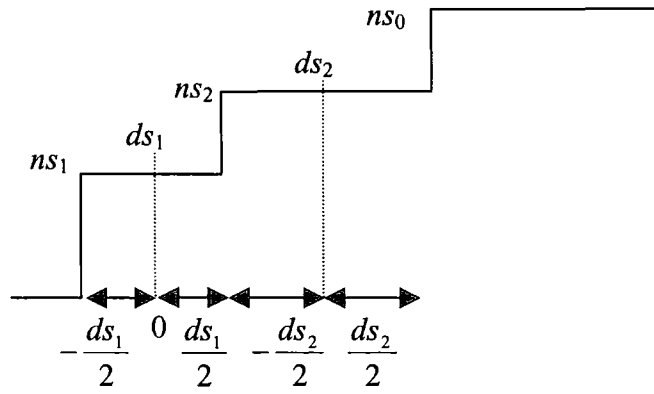 ns₀
ds₂
ns₂
ds₁
ns₁
-ds₁/2 0 ds₁/2 -ds₂/2 ds₂/2